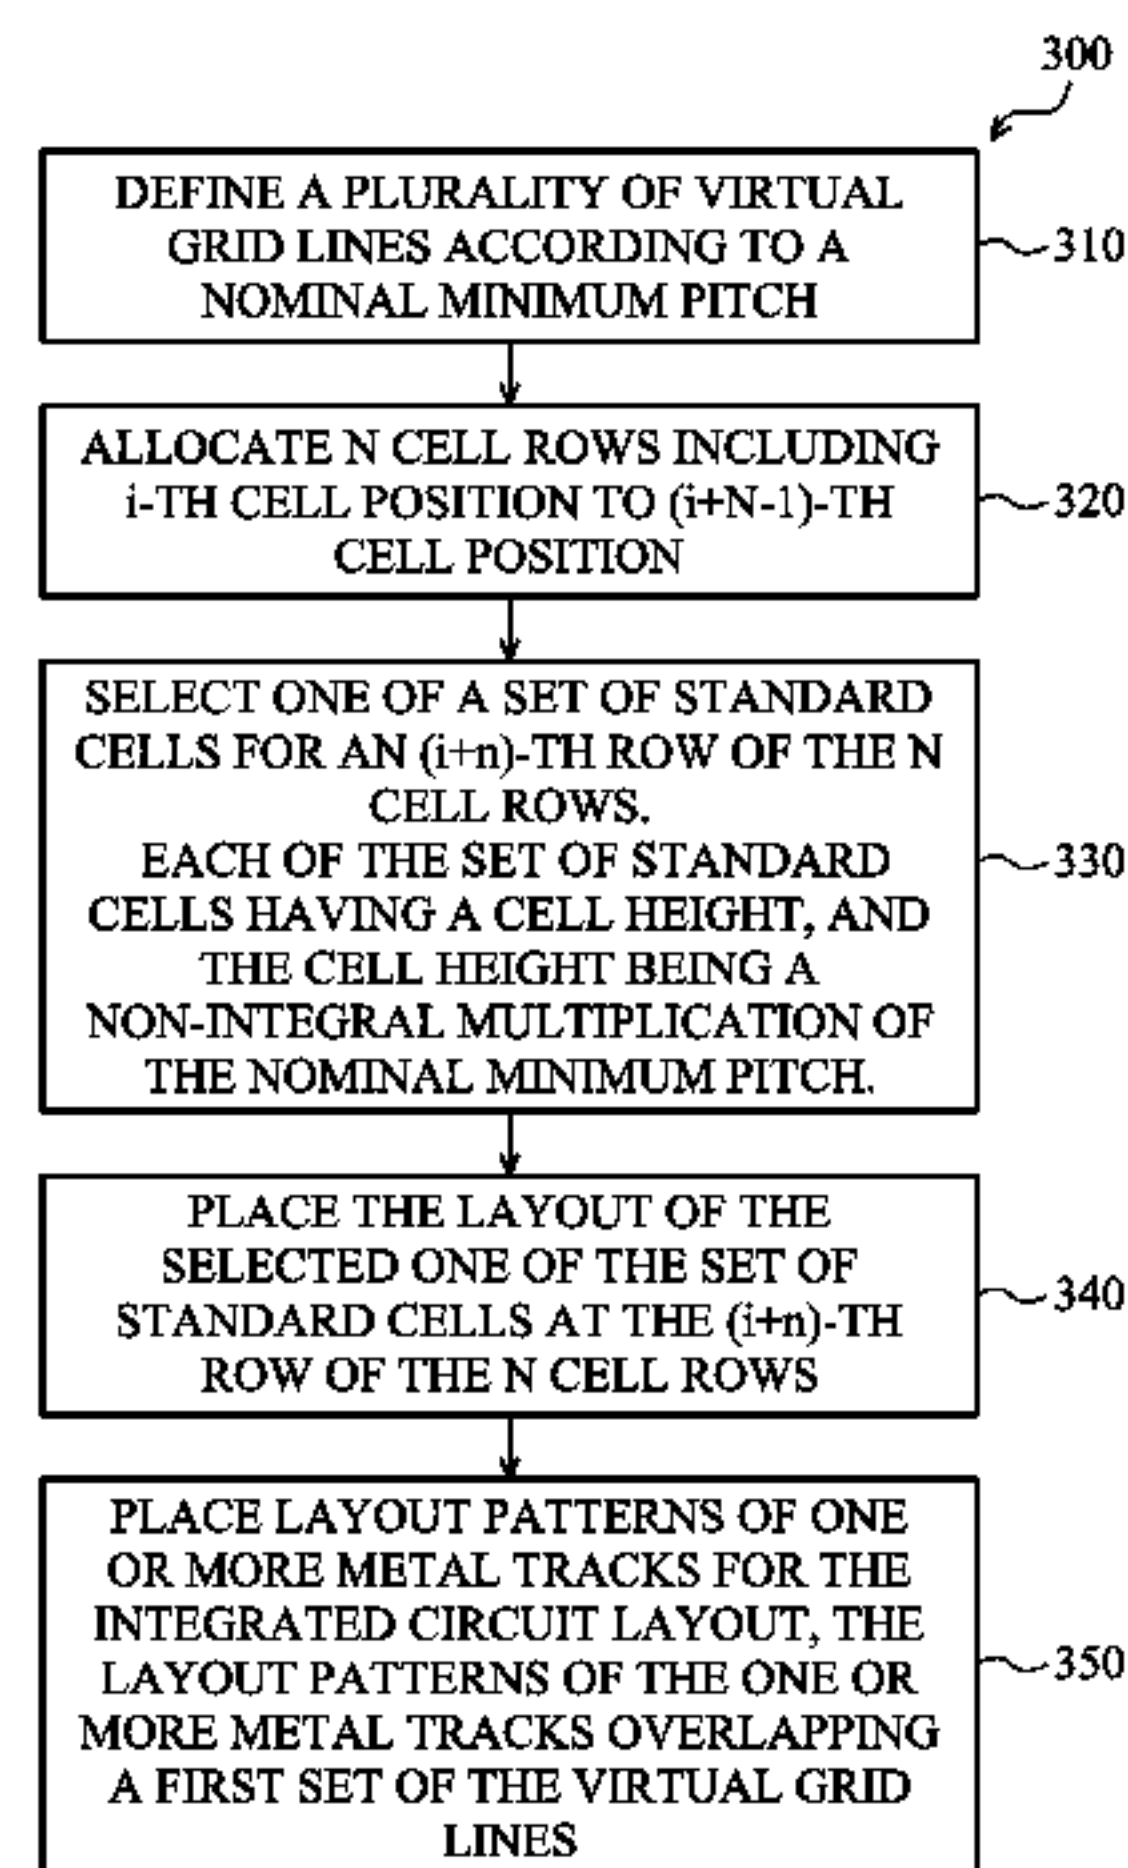 300
DEFINE A PLURALITY OF VIRTUAL
GRID LINES ACCORDING TO A
NOMINAL MINIMUM PITCH
310
ALLOCATE N CELL ROWS INCLUDING
i-TH CELL POSITION TO (i+N-1)-TH
CELL POSITION
320
SELECT ONE OF A SET OF STANDARD
CELLS FOR AN (i+n)-TH ROW OF THE N
CELL ROWS.
EACH OF THE SET OF STANDARD
CELLS HAVING A CELL HEIGHT, AND
THE CELL HEIGHT BEING A
NON-INTEGRAL MULTIPLICATION OF
THE NOMINAL MINIMUM PITCH.
330
PLACE THE LAYOUT OF THE
SELECTED ONE OF THE SET OF
STANDARD CELLS AT THE (i+n)-TH
ROW OF THE N CELL ROWS
340
PLACE LAYOUT PATTERNS OF ONE
OR MORE METAL TRACKS FOR THE
INTEGRATED CIRCUIT LAYOUT, THE
LAYOUT PATTERNS OF THE ONE OR
MORE METAL TRACKS OVERLAPPING
A FIRST SET OF THE VIRTUAL GRID
LINES
350